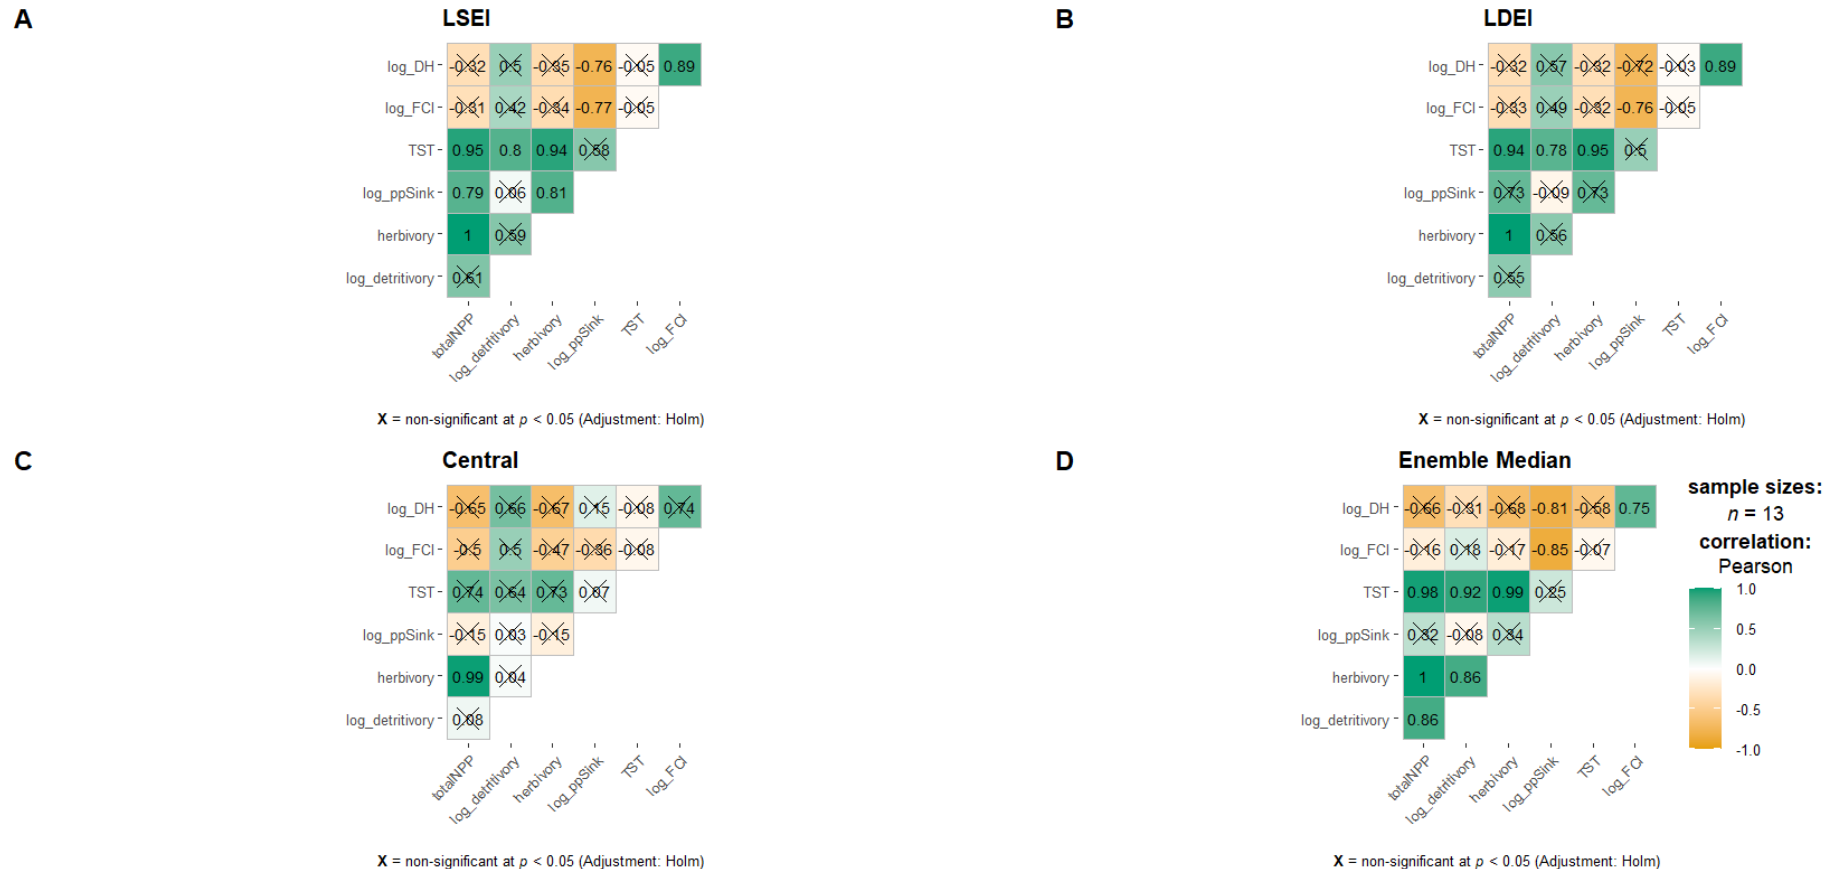 A
LSEI
log_DH -0.32 0.5 -0.35 -0.76 -0.05 0.89
log_FCI -0.31 0.42 -0.34 -0.77 -0.05
TST 0.95 0.8 0.94 0.58
log_ppSink 0.79 0.06 0.81
herbivory 1 0.59
log_detritivory 0.61
totalNPP log_detritivory herbivory log_ppSink TST log_FCI
X = non-significant at p < 0.05 (Adjustment: Holm)
B
LDEI
log_DH -0.32 0.57 -0.32 -0.72 -0.03 0.89
log_FCI -0.33 0.49 -0.32 -0.76 -0.05
TST 0.94 0.78 0.95 0.5
log_ppSink 0.73 -0.09 0.73
herbivory 1 0.56
log_detritivory 0.55
totalNPP log_detritivory herbivory log_ppSink TST log_FCI
X = non-significant at p < 0.05 (Adjustment: Holm)
C
Central
log_DH -0.65 0.66 -0.67 0.15 -0.08 0.74
log_FCI -0.5 0.5 -0.47 -0.36 -0.08
TST 0.74 0.64 0.73 0.07
log_ppSink -0.15 0.03 -0.15
herbivory 0.99 0.04
log_detritivory 0.08
totalNPP log_detritivory herbivory log_ppSink TST log_FCI
X = non-significant at p < 0.05 (Adjustment: Holm)
D
Enemble Median
log_DH -0.66 -0.31 -0.68 -0.81 -0.58 0.75
log_FCI -0.16 0.18 -0.17 -0.85 -0.07
TST 0.98 0.92 0.99 0.25
log_ppSink 0.32 -0.08 0.34
herbivory 1 0.86
log_detritivory 0.86
totalNPP log_detritivory herbivory log_ppSink TST log_FCI
X = non-significant at p < 0.05 (Adjustment: Holm)
sample sizes:
n = 13
correlation:
Pearson
1.0
0.5
0.0
-0.5
-1.0